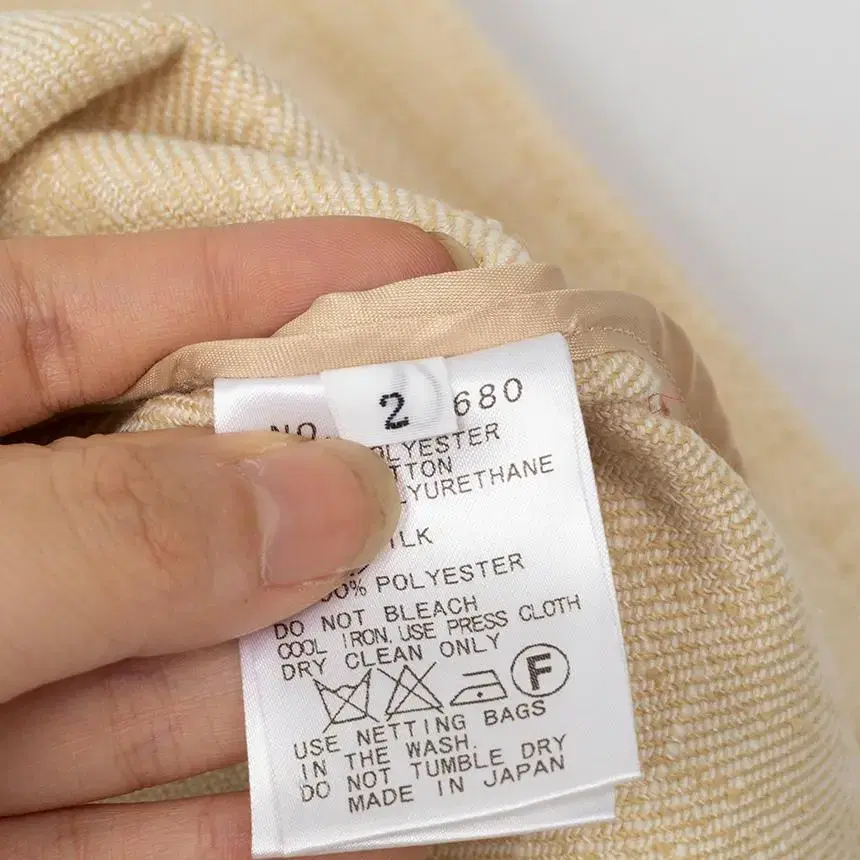 2
NO. 680
POLYESTER
POLYESTER
DO NOT BLEACH
COOL IRON, USE PRESS CLOTH
DRY CLEAN ONLY
F
USE NETTING BAGS
IN THE WASH.
DO NOT TUMBLE DRY
MADE IN JAPAN